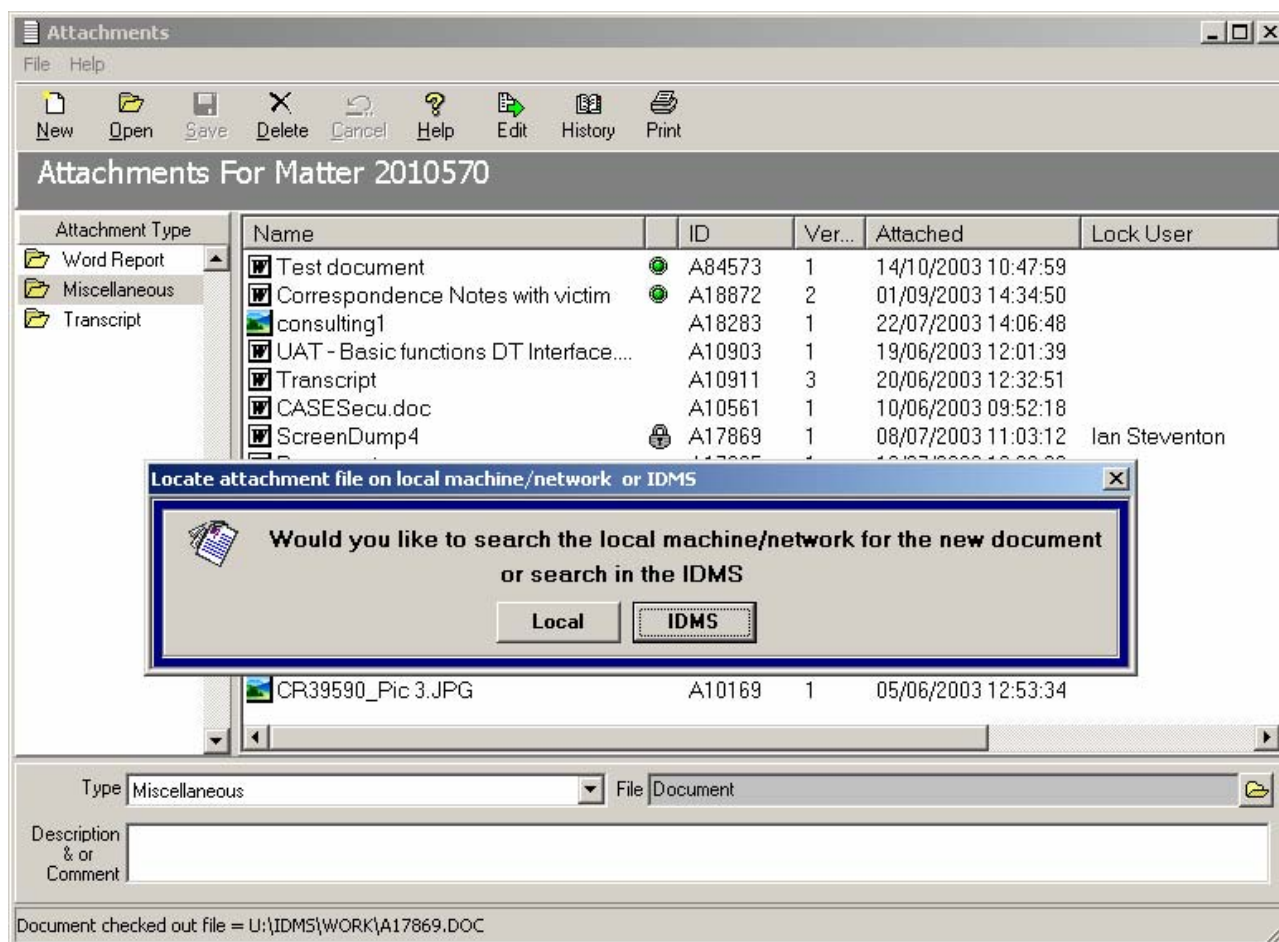 Attachments
File Help
New Open Save Delete Cancel Help Edit History Print
Attachments For Matter 2010570
Attachment Type Name ID Ver... Attached Lock User
Word Report Test document A84573 1 14/10/2003 10:47:59
Miscellaneous Correspondence Notes with victim A18872 2 01/09/2003 14:34:50
Transcript consulting1 A18283 1 22/07/2003 14:06:48
UAT - Basic functions DT Interface.... A10903 1 19/06/2003 12:01:39
Transcript A10911 3 20/06/2003 12:32:51
CASESecu.doc A10561 1 10/06/2003 09:52:18
ScreenDump4 A17869 1 08/07/2003 11:03:12 Ian Steventon
Locate attachment file on local machine/network or IDMS
Would you like to search the local machine/network for the new document
or search in the IDMS
Local IDMS
CR39590_Pic 3.JPG A10169 1 05/06/2003 12:53:34
Type Miscellaneous File Document
Description
& or
Comment
Document checked out file = U:\IDMS\WORK\A17869.DOC